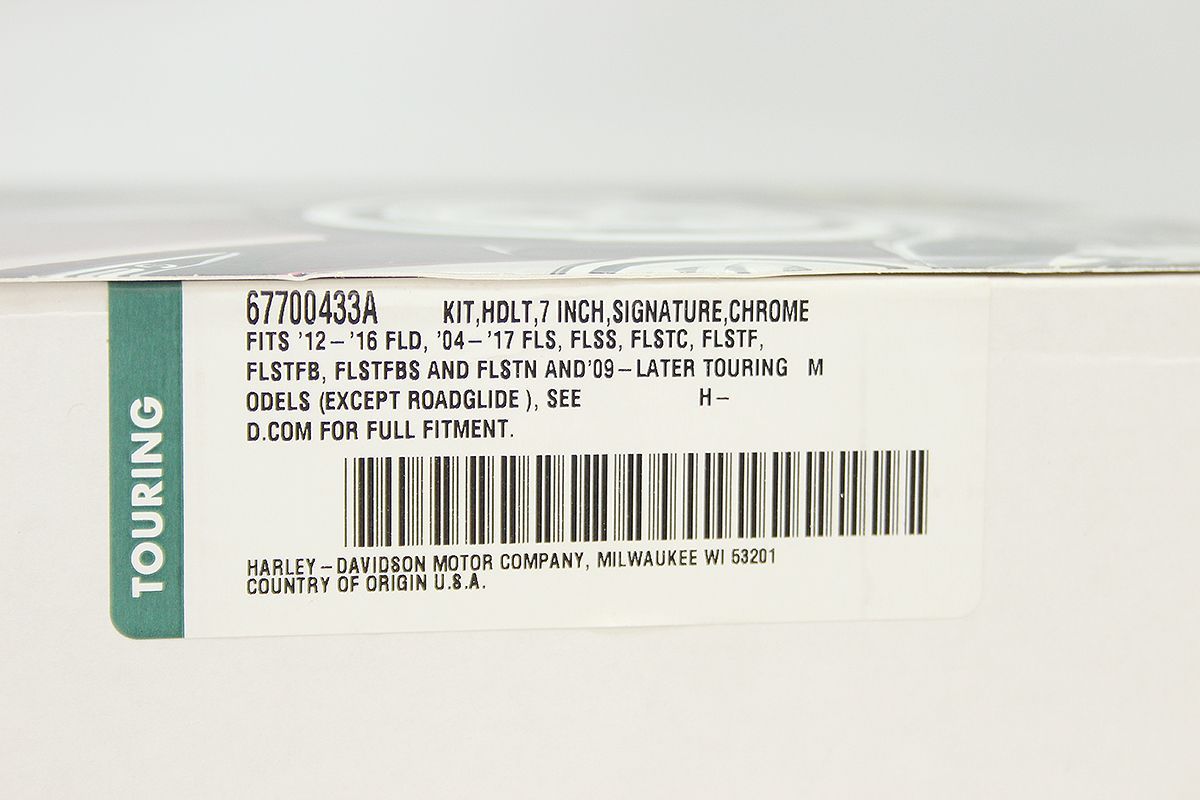 67700433A KIT,HDLT,7 INCH,SIGNATURE,CHROME
FITS '12-'16 FLD, '04-'17 FLS, FLSS, FLSTC, FLSTF,
FLSTFB, FLSTFBS AND FLSTN AND'09-LATER TOURING M
ODELS (EXCEPT ROADGLIDE ), SEE H-
D.COM FOR FULL FITMENT.
HARLEY-DAVIDSON MOTOR COMPANY, MILWAUKEE WI 53201
COUNTRY OF ORIGIN U.S.A.
TOURING